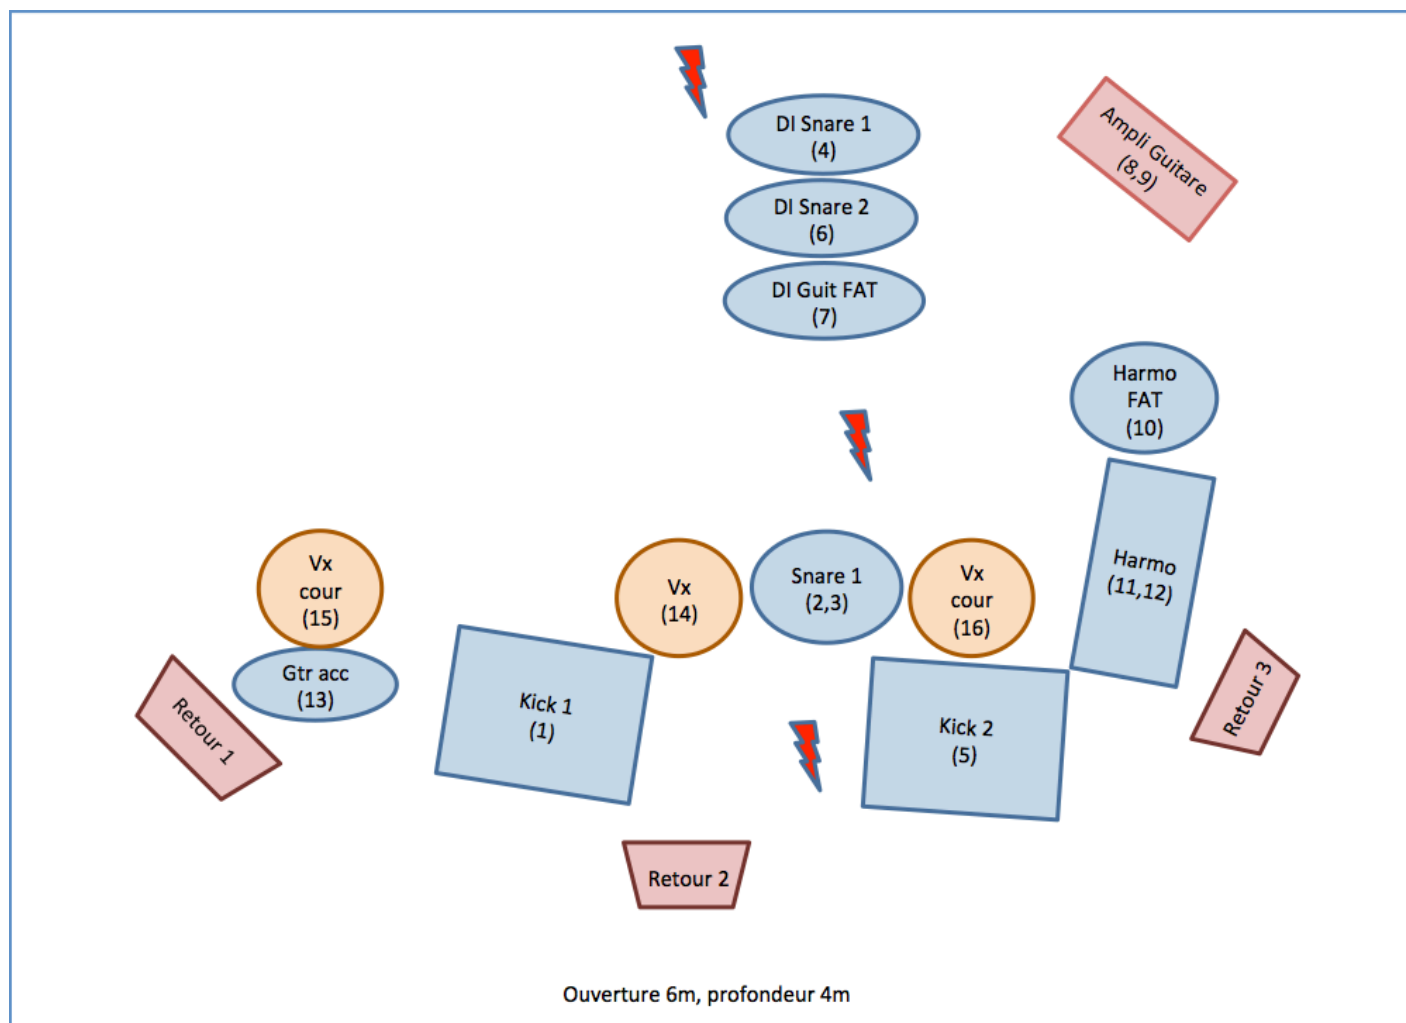 DI Snare 1
(4)
Ampli Guitare
(8,9)
DI Snare 2
(6)
DI Guit FAT
(7)
Harmo
FAT
(10)
Vx
cour
(15)
Vx
(14)
Snare 1
(2,3)
Vx
cour
(16)
Harmo
(11,12)
Gtr acc
(13)
Retour 1
Kick 1
(1)
Kick 2
(5)
Retour 3
Retour 2
Ouverture 6m, profondeur 4m